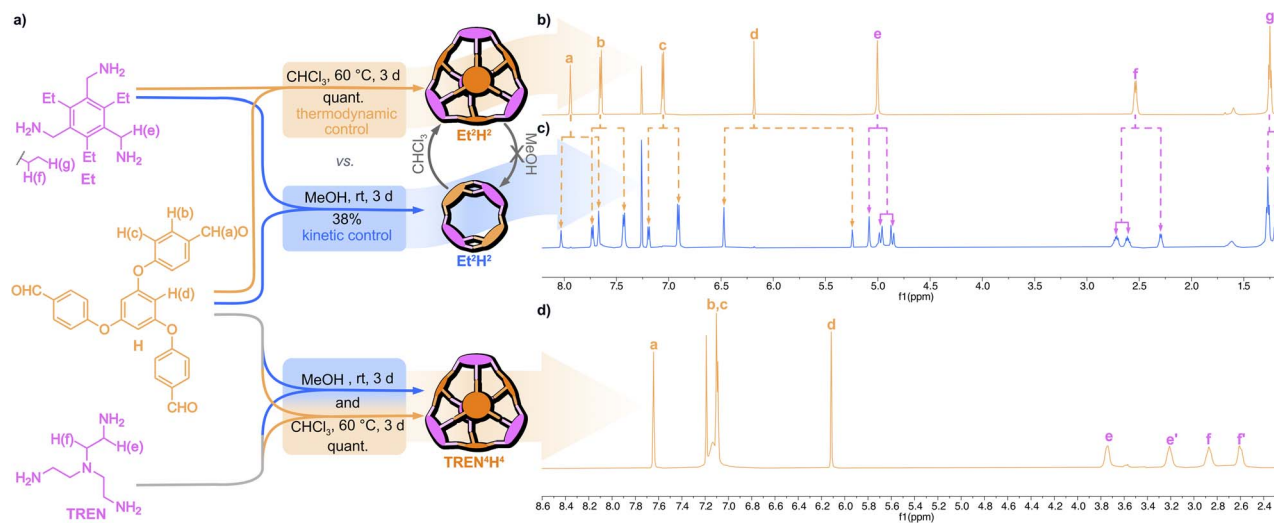 a)
NH₂
Et
Et
H₂N
H(e)
NH₂
Et
H(g)
H(f)
Et
CHCl₃, 60 °C, 3 d
quant.
thermodynamic
control
vs.
MeOH, rt, 3 d
38%
kinetic control
Et²H²
CHCl₃
MeOH
Et²H²
H(b)
H(c)
CH(a)O
O
OHC
H(d)
O
O
H
CHO
NH₂
H(f)
H(e)
H₂N
N
NH₂
TREN
MeOH , rt, 3 d
and
CHCl₃, 60 °C, 3 d
quant.
TREN⁴H⁴
b)
a
b
c
d
e
f
g
c)
8.0 7.5 7.0 6.5 6.0 5.5 5.0 4.5 4.0 3.5 3.0 2.5 2.0 1.5
f1(ppm)
d)
a
b,c
d
e
e'
f
f'
8.6 8.4 8.2 8.0 7.8 7.6 7.4 7.2 7.0 6.8 6.6 6.4 6.2 6.0 5.8 5.6 5.4 5.2 5.0 4.8 4.6 4.4 4.2 4.0 3.8 3.6 3.4 3.2 3.0 2.8 2.6 2.4
f1(ppm)